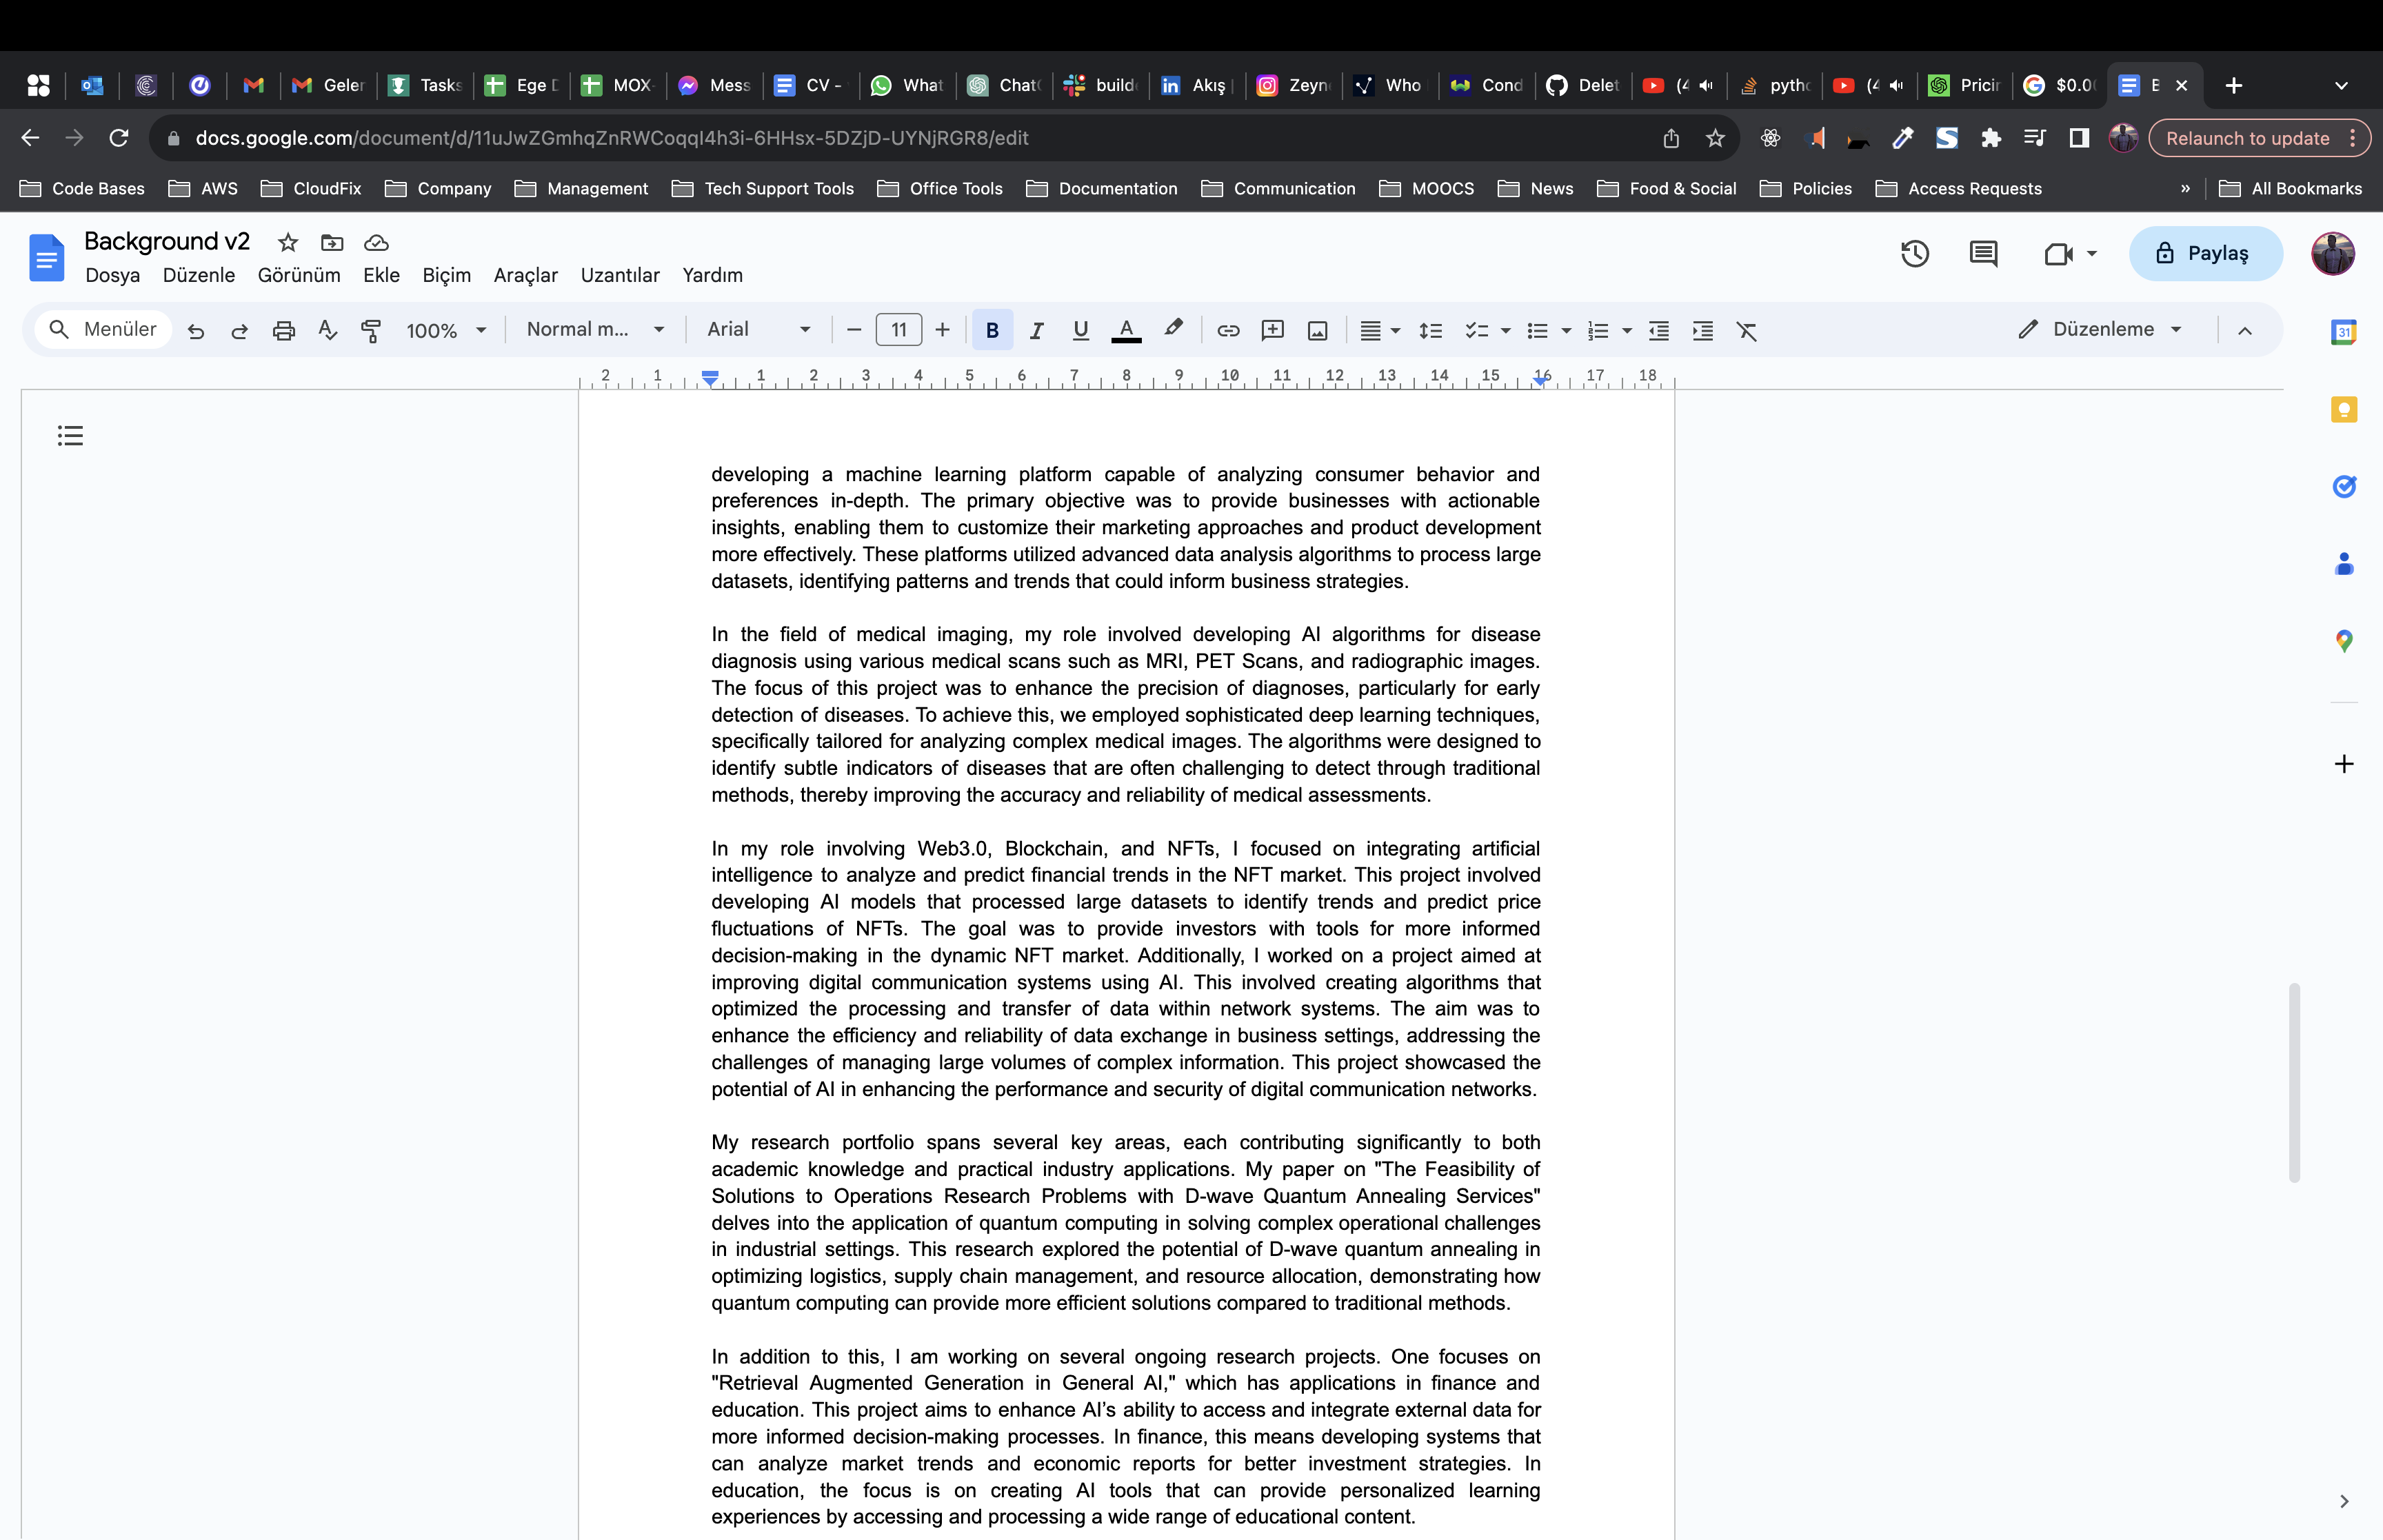 Geler
Tasks
Ege D
MOX-
Mess
CV -
What
Chat
build
Akış
Zeyn
Who
Cond
Delet
(4
pytho
(4
Pricin
$0.0
docs.google.com/document/d/11uJwZGmhqZnRWCoqqI4h3i-6HHsx-5DZjD-UYNjRGR8/edit
Relaunch to update
Code Bases
AWS
CloudFix
Company
Management
Tech Support Tools
Office Tools
Documentation
Communication
MOOCS
News
Food & Social
Policies
Access Requests
»
All Bookmarks
Background v2
Dosya Düzenle Görünüm Ekle Biçim Araçlar Uzantılar Yardım
Paylaş
Menüler
100%
Normal m...
Arial
11
B I U A
Düzenleme
31
2 1 1 2 3 4 5 6 7 8 9 10 11 12 13 14 15 16 17 18
developing a machine learning platform capable of analyzing consumer behavior and
preferences in-depth. The primary objective was to provide businesses with actionable
insights, enabling them to customize their marketing approaches and product development
more effectively. These platforms utilized advanced data analysis algorithms to process large
datasets, identifying patterns and trends that could inform business strategies.
In the field of medical imaging, my role involved developing AI algorithms for disease
diagnosis using various medical scans such as MRI, PET Scans, and radiographic images.
The focus of this project was to enhance the precision of diagnoses, particularly for early
detection of diseases. To achieve this, we employed sophisticated deep learning techniques,
specifically tailored for analyzing complex medical images. The algorithms were designed to
identify subtle indicators of diseases that are often challenging to detect through traditional
methods, thereby improving the accuracy and reliability of medical assessments.
In my role involving Web3.0, Blockchain, and NFTs, I focused on integrating artificial
intelligence to analyze and predict financial trends in the NFT market. This project involved
developing AI models that processed large datasets to identify trends and predict price
fluctuations of NFTs. The goal was to provide investors with tools for more informed
decision-making in the dynamic NFT market. Additionally, I worked on a project aimed at
improving digital communication systems using AI. This involved creating algorithms that
optimized the processing and transfer of data within network systems. The aim was to
enhance the efficiency and reliability of data exchange in business settings, addressing the
challenges of managing large volumes of complex information. This project showcased the
potential of AI in enhancing the performance and security of digital communication networks.
My research portfolio spans several key areas, each contributing significantly to both
academic knowledge and practical industry applications. My paper on "The Feasibility of
Solutions to Operations Research Problems with D-wave Quantum Annealing Services"
delves into the application of quantum computing in solving complex operational challenges
in industrial settings. This research explored the potential of D-wave quantum annealing in
optimizing logistics, supply chain management, and resource allocation, demonstrating how
quantum computing can provide more efficient solutions compared to traditional methods.
In addition to this, I am working on several ongoing research projects. One focuses on
"Retrieval Augmented Generation in General AI," which has applications in finance and
education. This project aims to enhance AI’s ability to access and integrate external data for
more informed decision-making processes. In finance, this means developing systems that
can analyze market trends and economic reports for better investment strategies. In
education, the focus is on creating AI tools that can provide personalized learning
experiences by accessing and processing a wide range of educational content.